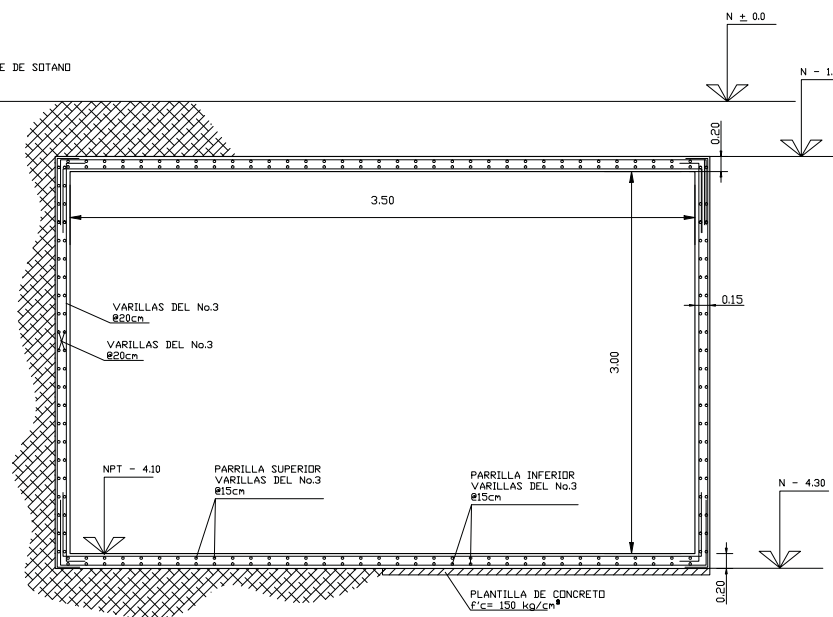 N ± 0.0
E DE SOTANO
N - 1.
0.20
3.50
0.15
VARILLAS DEL No.3
@20cm
VARILLAS DEL No.3
@20cm
3.00
NPT - 4.10
PARRILLA SUPERIOR
VARILLAS DEL No.3
@15cm
PARRILLA INFERIOR
VARILLAS DEL No.3
@15cm
N - 4.30
0.20
PLANTILLA DE CONCRETO
f'c= 150 kg/cm²